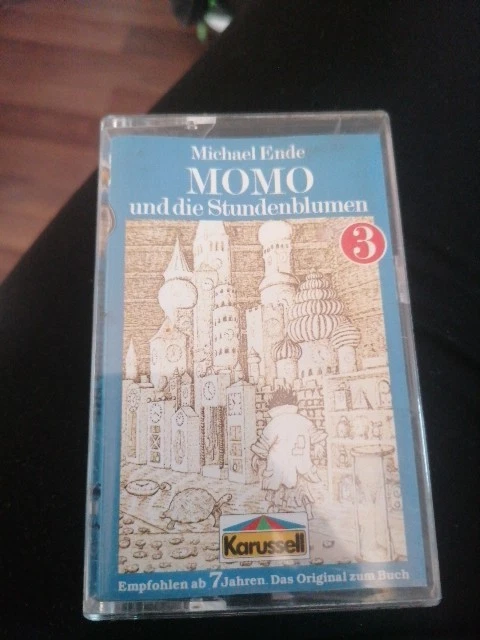 Michael Ende
MOMO
und die Stundenblumen
3
Karussell
Empfohlen ab 7 Jahren. Das Original zum Buch